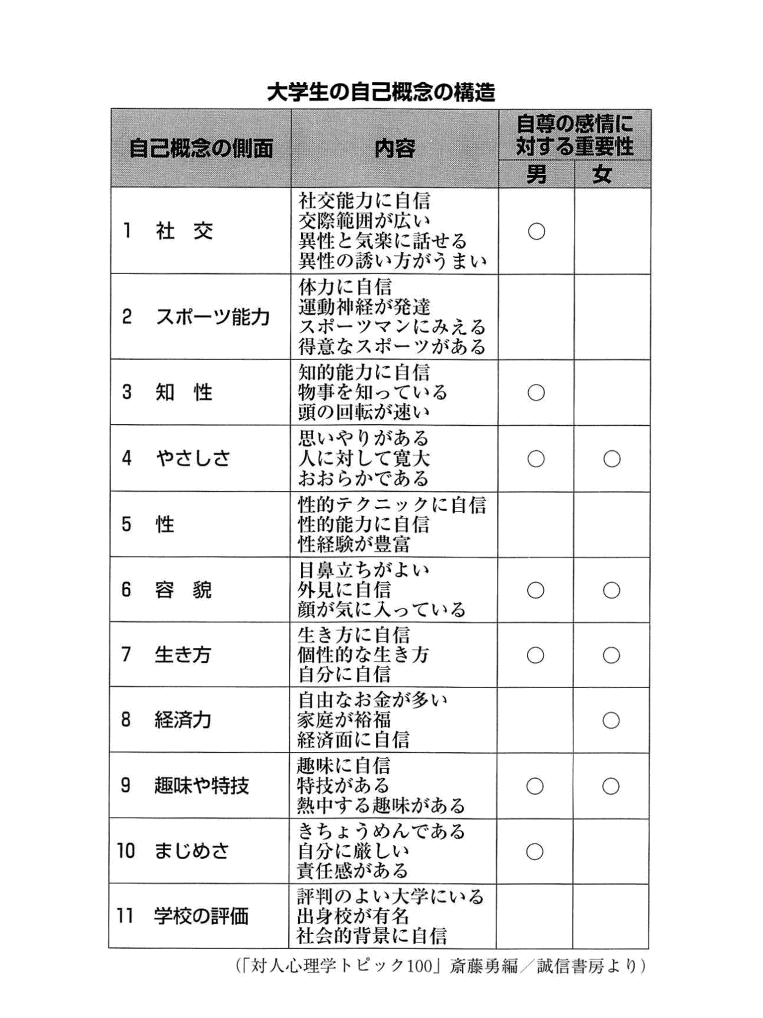 大学生の自己概念の構造
自己概念の側面
内容
自尊の感情に
対する重要性
男
女
1 社 交
社交能力に自信
交際範囲が広い
異性と気楽に話せる
異性の誘い方がうまい
○
2 スポーツ能力
体力に自信
運動神経が発達
スポーツマンにみえる
得意なスポーツがある
3 知 性
知的能力に自信
物事を知っている
頭の回転が速い
○
4 やさしさ
思いやりがある
人に対して寛大
おおらかである
○ ○
5 性
性的テクニックに自信
性的能力に自信
性経験が豊富
6 容 貌
目鼻立ちがよい
外見に自信
顔が気に入っている
○ ○
7 生き方
生き方に自信
個性的な生き方
自分に自信
○ ○
8 経済力
自由なお金が多い
家庭が裕福
経済面に自信
○
9 趣味や特技
趣味に自信
特技がある
熱中する趣味がある
○ ○
10 まじめさ
きちょうめんである
自分に厳しい
責任感がある
○
11 学校の評価
評判のよい大学にいる
出身校が有名
社会的背景に自信
（「対人心理学トピック100」斎藤勇編／誠信書房より）